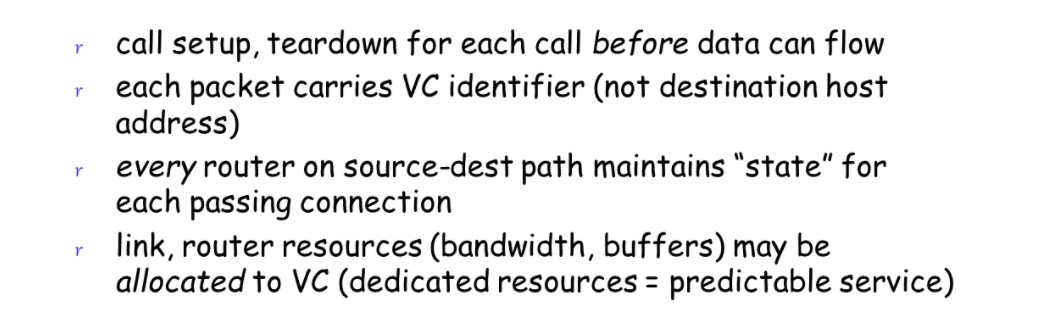 r call setup, teardown for each call before data can flow
r each packet carries VC identifier (not destination host
address)
r every router on source-dest path maintains “state” for
each passing connection
r link, router resources (bandwidth, buffers) may be
allocated to VC (dedicated resources = predictable service)